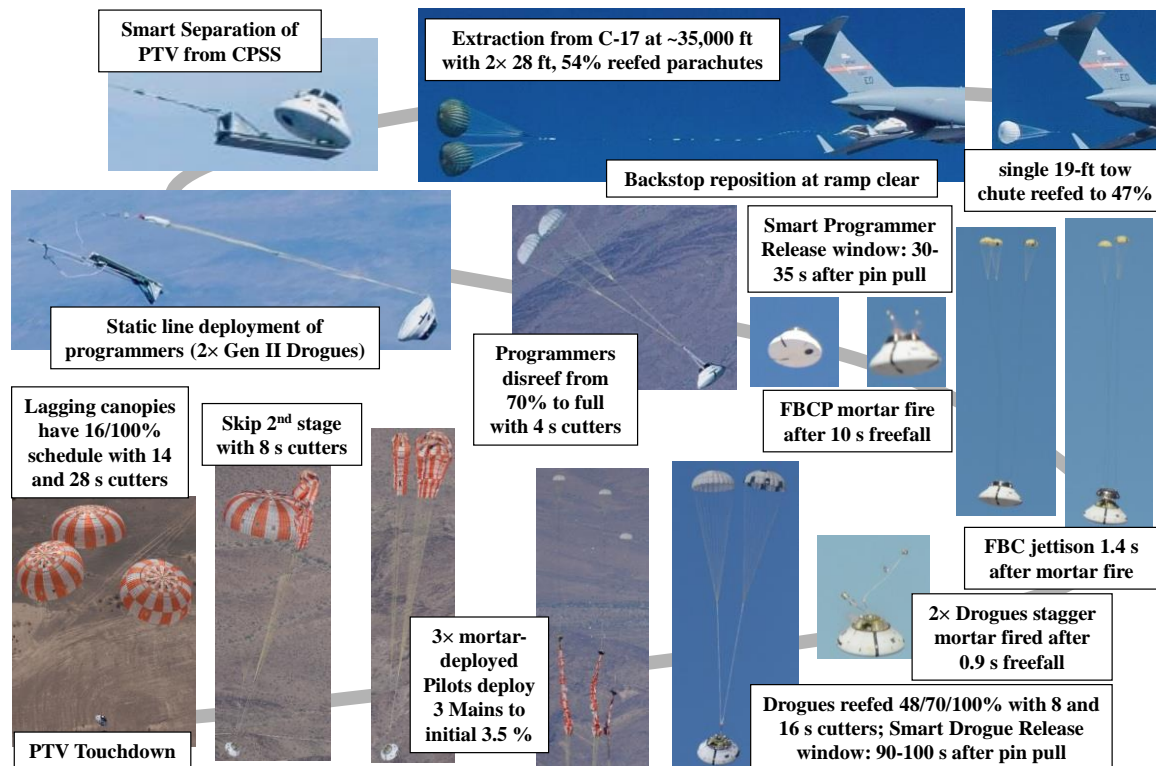 Smart Separation of
PTV from CPSS
Extraction from C-17 at ~35,000 ft
with 2× 28 ft, 54% reefed parachutes
ED
Backstop reposition at ramp clear
single 19-ft tow
chute reefed to 47%
Static line deployment of
programmers (2× Gen II Drogues)
Programmers
disreef from
70% to full
with 4 s cutters
Smart Programmer
Release window: 30-
35 s after pin pull
FBCP mortar fire
after 10 s freefall
FBC jettison 1.4 s
after mortar fire
2× Drogues stagger
mortar fired after
0.9 s freefall
Drogues reefed 48/70/100% with 8 and
16 s cutters; Smart Drogue Release
window: 90-100 s after pin pull
3× mortar-
deployed
Pilots deploy
3 Mains to
initial 3.5 %
Skip 2nd stage
with 8 s cutters
Lagging canopies
have 16/100%
schedule with 14
and 28 s cutters
PTV Touchdown